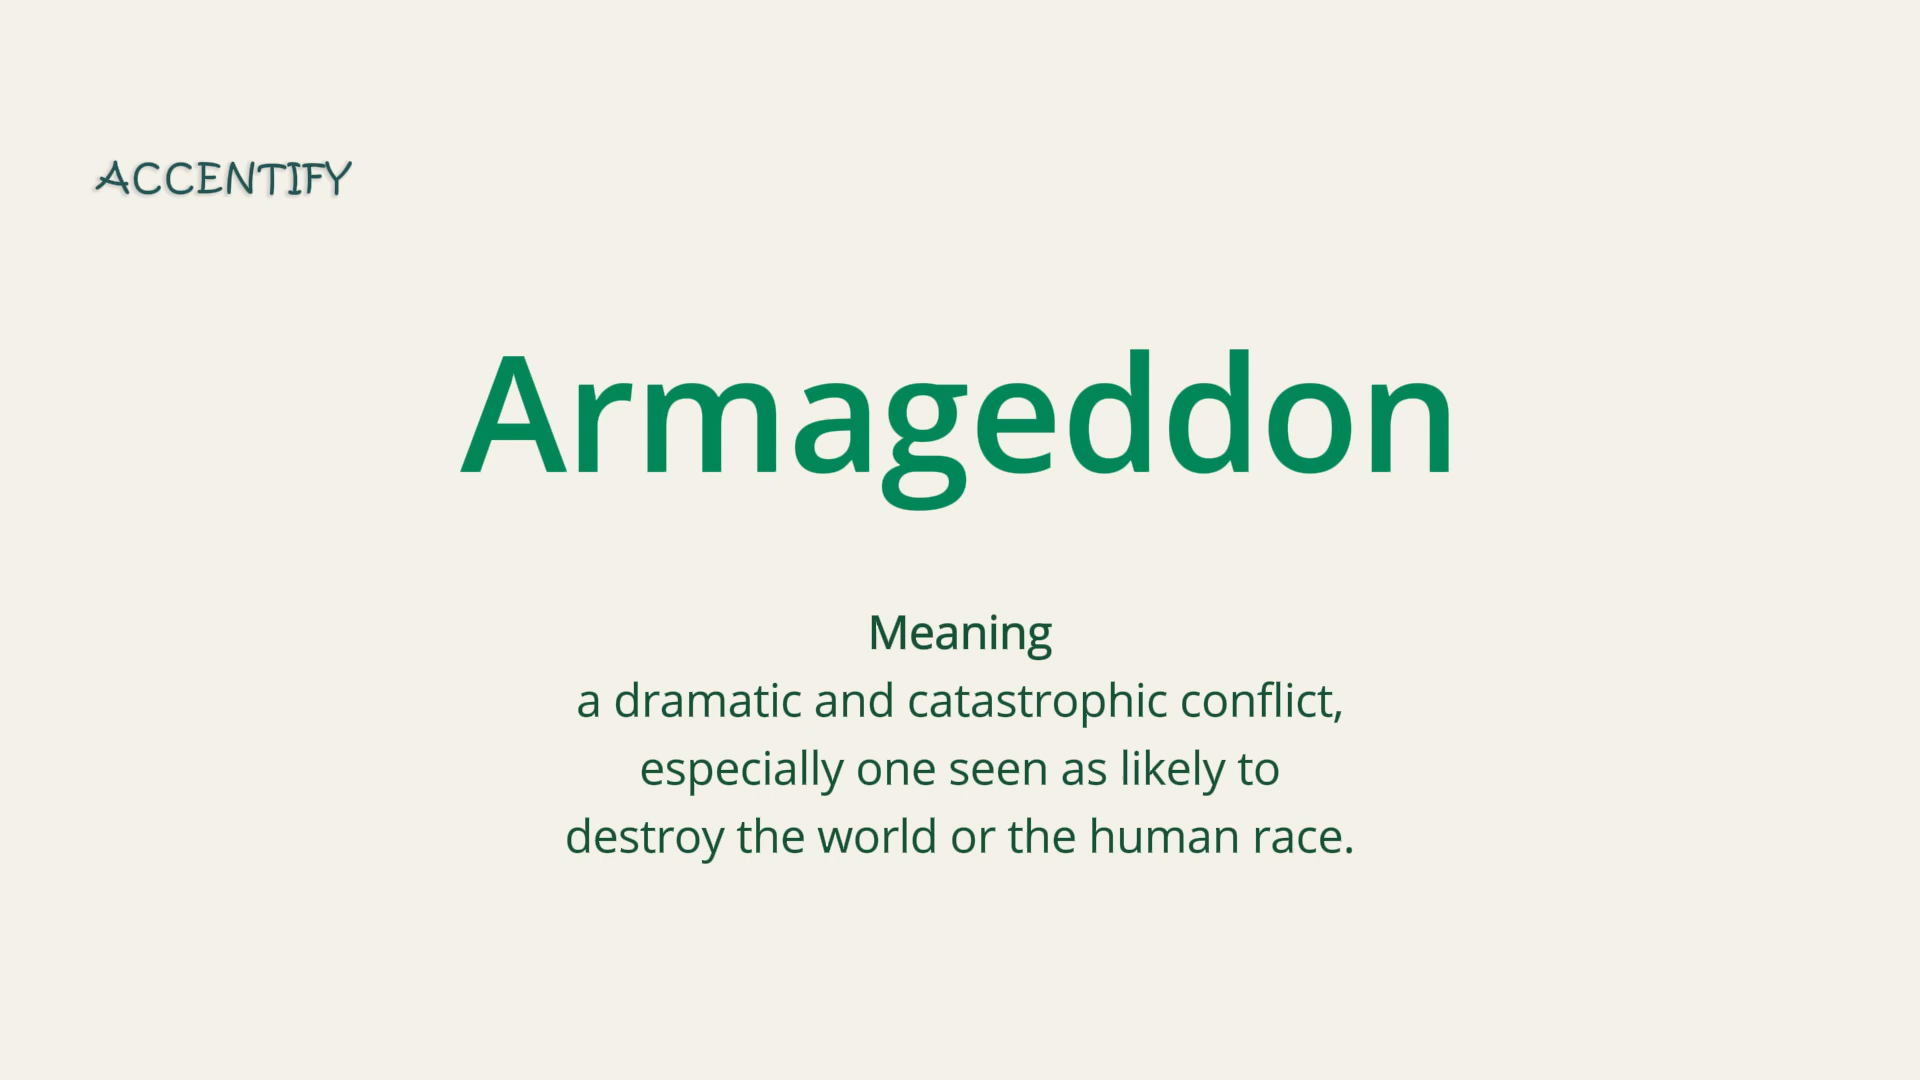 ACCENTIFY
Armageddon
Meaning
a dramatic and catastrophic conflict,
especially one seen as likely to
destroy the world or the human race.